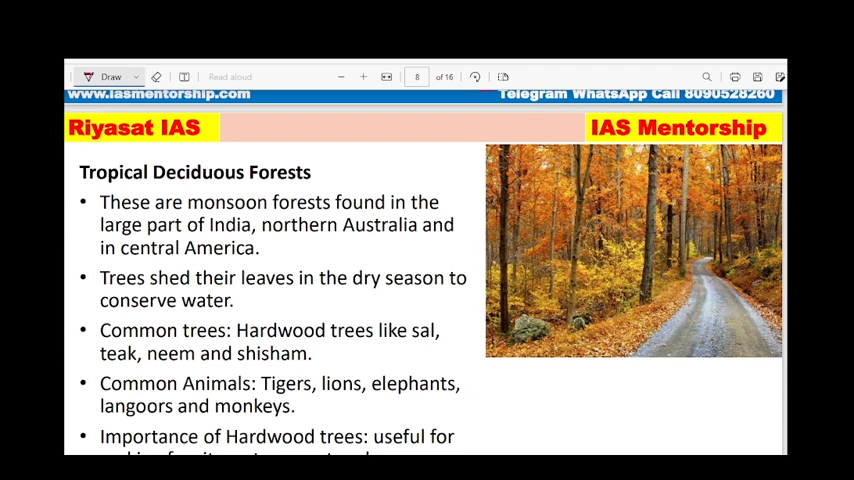 Draw
Read aloud
8 of 16
www.iasmentorship.com
Telegram WhatsApp Call 8090528260
Riyasat IAS
IAS Mentorship
Tropical Deciduous Forests
• These are monsoon forests found in the
large part of India, northern Australia and
in central America.
• Trees shed their leaves in the dry season to
conserve water.
• Common trees: Hardwood trees like sal,
teak, neem and shisham.
• Common Animals: Tigers, lions, elephants,
langoors and monkeys.
• Importance of Hardwood trees: useful for